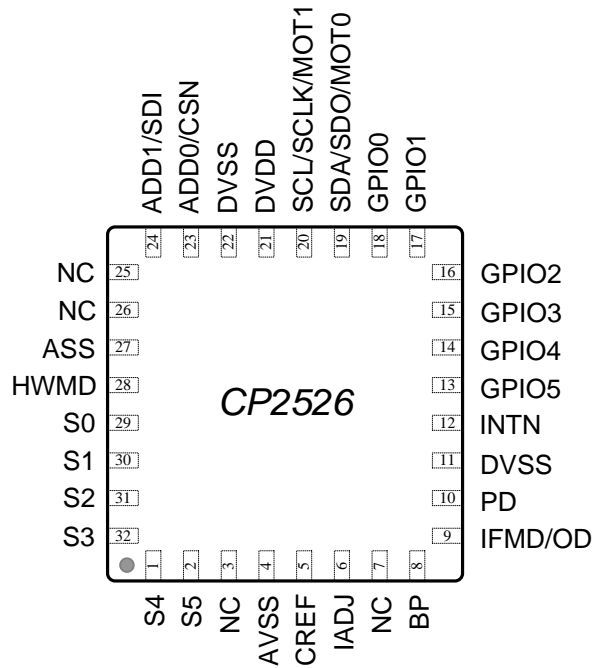 ADD1/SDI
ADD0/CSN
DVSS
DVDD
SCL/SCLK/MOT1
SDA/SDO/MOT0
GPIO0
GPIO1
24
23
22
21
20
19
18
17
NC 25
NC 26
ASS 27
HWMD 28
S0 29
S1 30
S2 31
S3 32
CP2526
16 GPIO2
15 GPIO3
14 GPIO4
13 GPIO5
12 INTN
11 DVSS
10 PD
9 IFMD/OD
1
2
3
4
5
6
7
8
S4
S5
NC
AVSS
CREF
IADJ
NC
BP